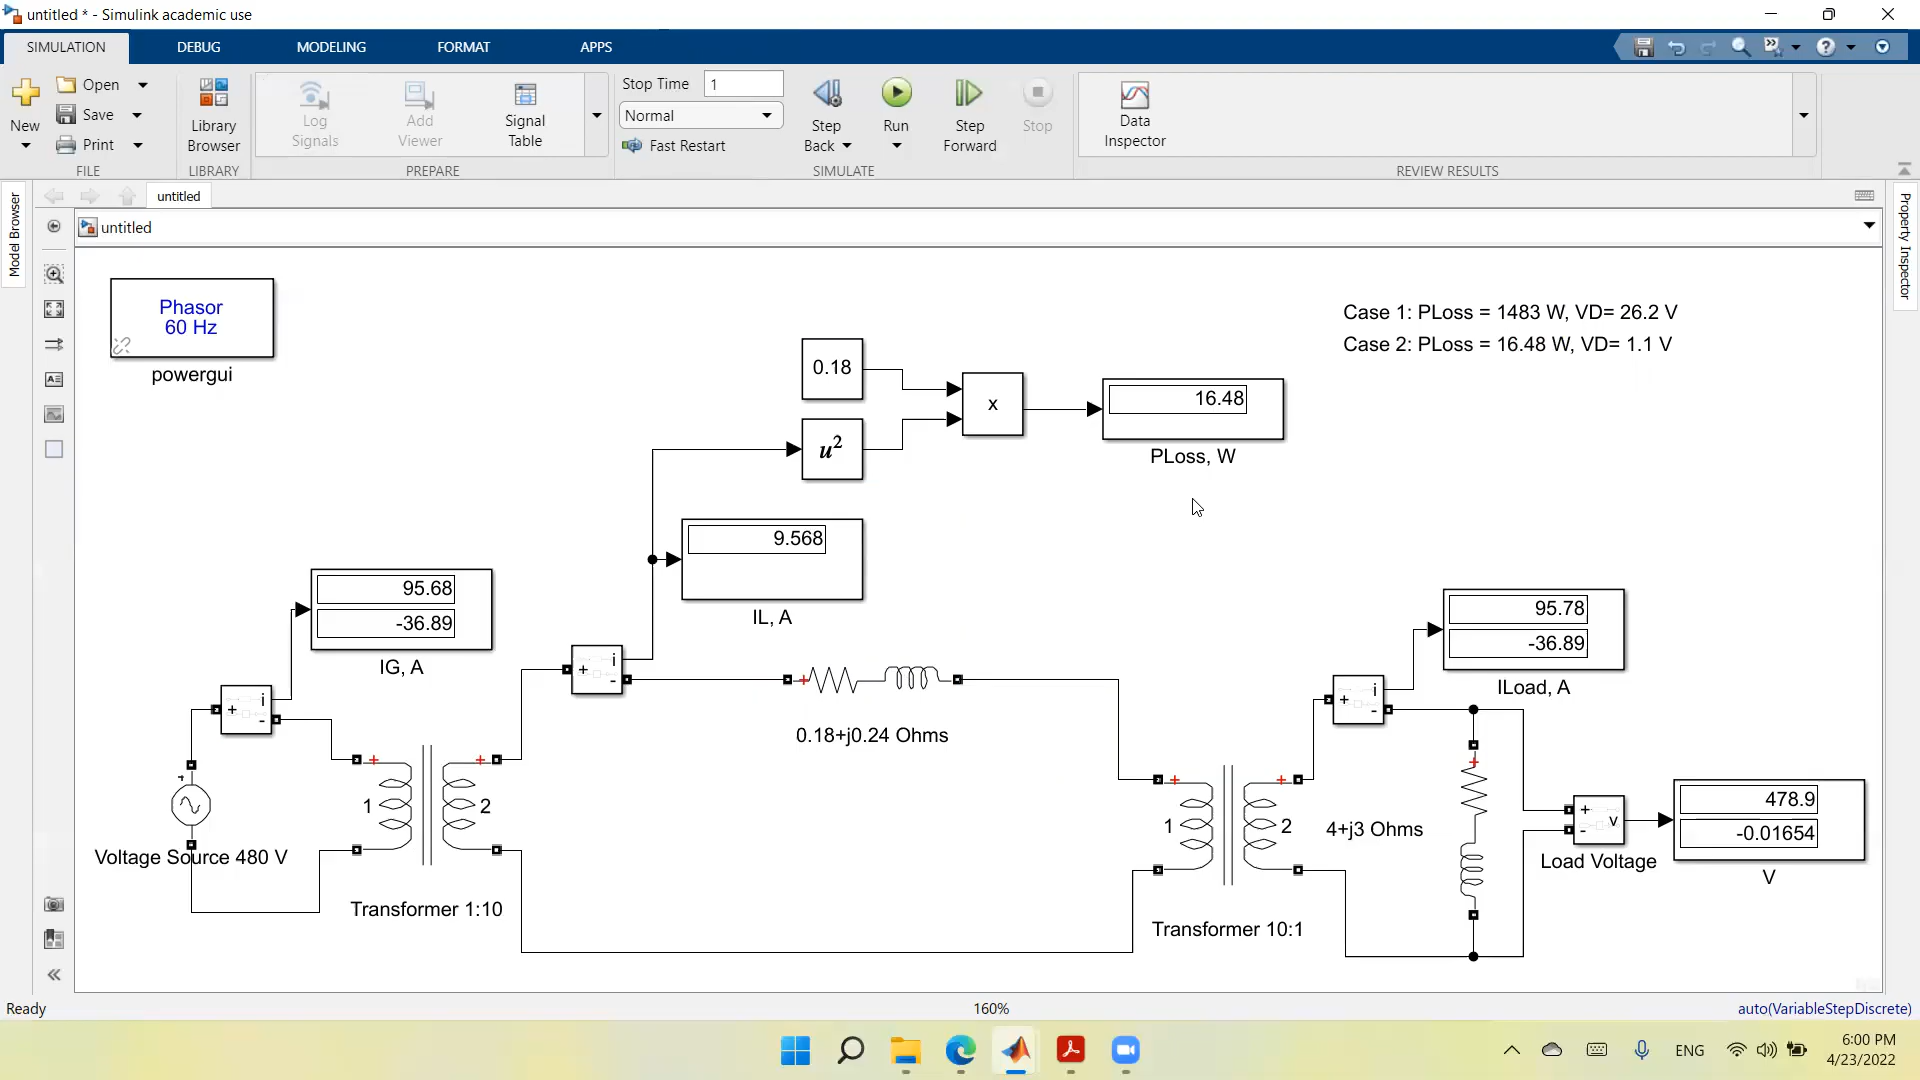 untitled * - Simulink academic use
SIMULATION
DEBUG
MODELING
FORMAT
APPS
New
Open
Save
Print
FILE
Library
Browser
LIBRARY
Log
Signals
Add
Viewer
Signal
Table
PREPARE
Stop Time 1
Normal
Fast Restart
Step
Back
Run
Step
Forward
Stop
SIMULATE
Data
Inspector
REVIEW RESULTS
Model Browser
Property Inspector
untitled
untitled
Phasor
60 Hz
powergui
Case 1: PLoss = 1483 W, VD= 26.2 V
Case 2: PLoss = 16.48 W, VD= 1.1 V
0.18
u2
x
16.48
PLoss, W
9.568
IL, A
95.68
-36.89
IG, A
i
+
-
i
+
-
0.18+j0.24 Ohms
95.78
-36.89
ILoad, A
i
+
-
+
Voltage Source 480 V
+ +
1 2
Transformer 1:10
+ +
1 2
Transformer 10:1
4+j3 Ohms
+
-
v
Load Voltage
478.9
-0.01654
V
Ready
160%
auto(VariableStepDiscrete)
ENG
6:00 PM
4/23/2022